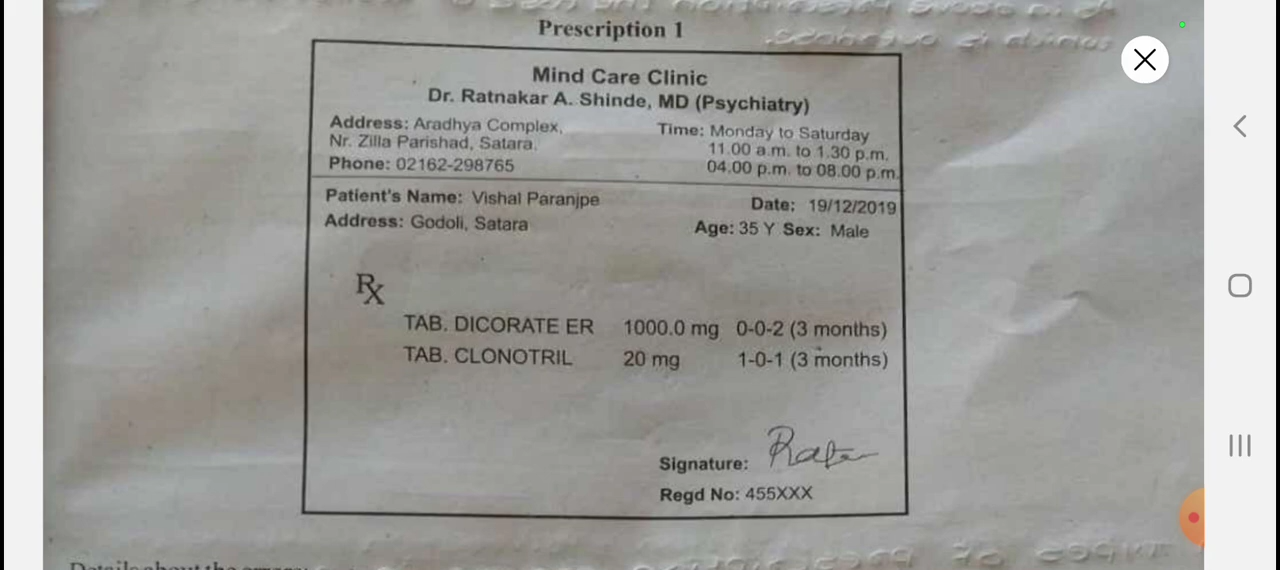 Prescription 1
Mind Care Clinic
Dr. Ratnakar A. Shinde, MD (Psychiatry)
Address: Aradhya Complex,
Nr. Zilla Parishad, Satara.
Phone: 02162-298765
Time: Monday to Saturday
11.00 a.m. to 1.30 p.m.
04.00 p.m. to 08.00 p.m.
Patient's Name: Vishal Paranjpe
Date: 19/12/2019
Address: Godoli, Satara
Age: 35 Y Sex: Male
Rx
TAB. DICORATE ER 1000.0 mg 0-0-2 (3 months)
TAB. CLONOTRIL 20 mg 1-0-1 (3 months)
Signature:
Regd No: 455XXX
Details about the